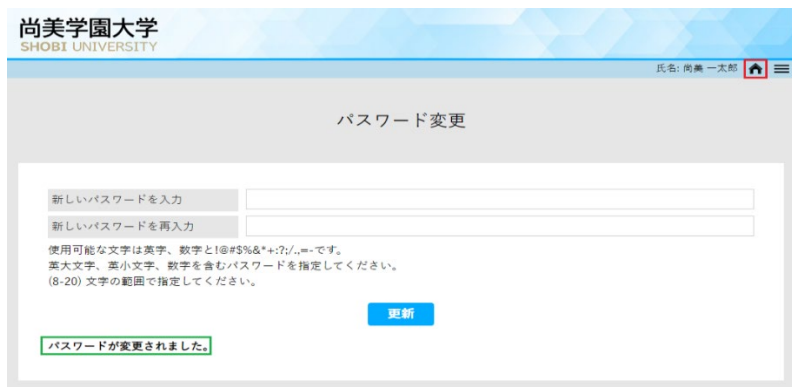 尚美学園大学
SHOBI UNIVERSITY
氏名: 尚美 一太郎
パスワード変更
新しいパスワードを入力
新しいパスワードを再入力
使用可能な文字は英字、数字と!@#$%&*+:?;/.,=-です。
英大文字、英小文字、数字を含むパスワードを指定してください。
(8-20) 文字の範囲で指定してください。
更新
パスワードが変更されました。